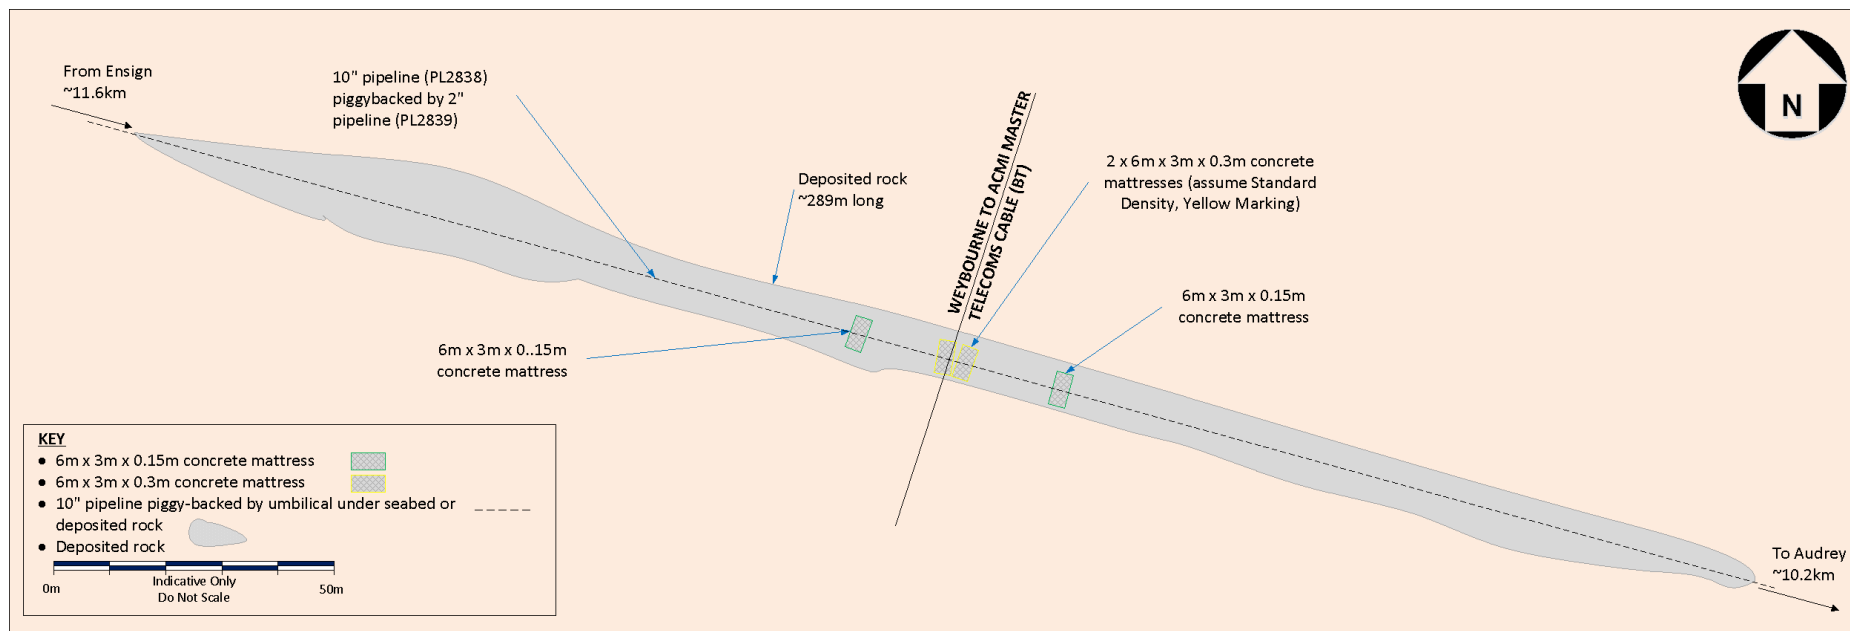 From Ensign
~11.6km
10" pipeline (PL2838)
piggybacked by 2"
pipeline (PL2839)
Deposited rock
~289m long
WEYBOURNE TO ACMI MASTER
TELECOMS CABLE (BT)
2 x 6m x 3m x 0.3m concrete
mattresses (assume Standard
Density, Yellow Marking)
N
6m x 3m x 0.15m
concrete mattress
6m x 3m x 0..15m
concrete mattress
KEY
● 6m x 3m x 0.15m concrete mattress
● 6m x 3m x 0.3m concrete mattress
● 10" pipeline piggy-backed by umbilical under seabed or
deposited rock
● Deposited rock
Indicative Only
0m 50m
Do Not Scale
To Audrey
~10.2km